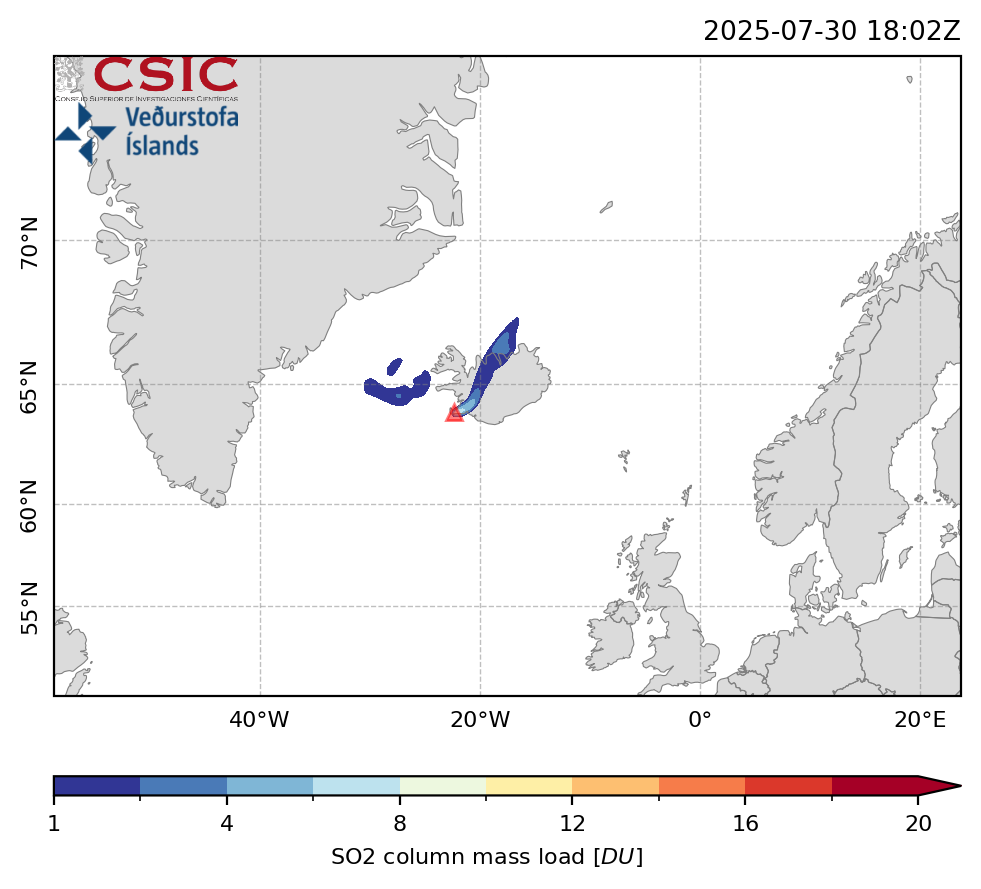 2025-07-30 18:02Z
CSIC
CONSEJO SUPERIOR DE INVESTIGACIONES CIENTÍFICAS
Veðurstofa
Íslands
70°N
65°N
60°N
55°N
40°W 20°W 0° 20°E
1 4 8 12 16 20
SO2 column mass load [DU]